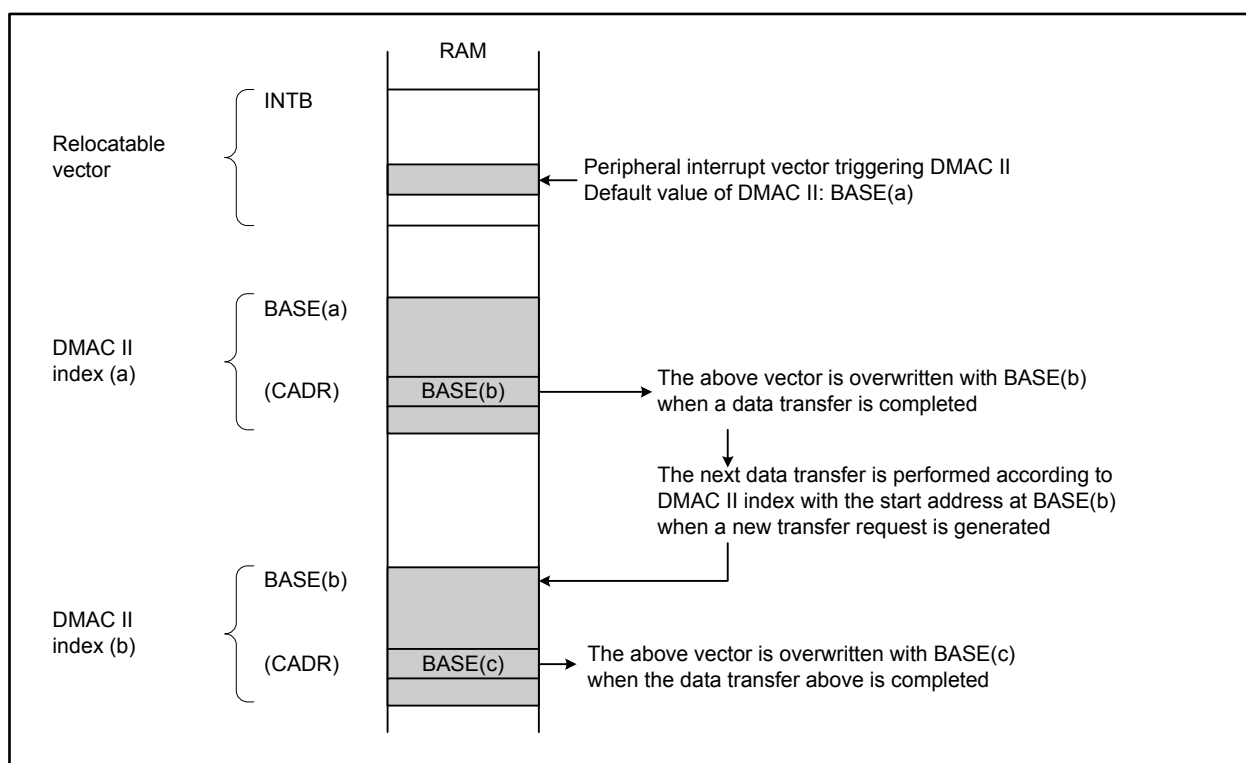 RAM
INTB
Relocatable
vector
Peripheral interrupt vector triggering DMAC II
Default value of DMAC II: BASE(a)
BASE(a)
DMAC II
index (a)
(CADR)
BASE(b)
The above vector is overwritten with BASE(b)
when a data transfer is completed
The next data transfer is performed according to
DMAC II index with the start address at BASE(b)
when a new transfer request is generated
BASE(b)
DMAC II
index (b)
(CADR)
BASE(c)
The above vector is overwritten with BASE(c)
when the data transfer above is completed